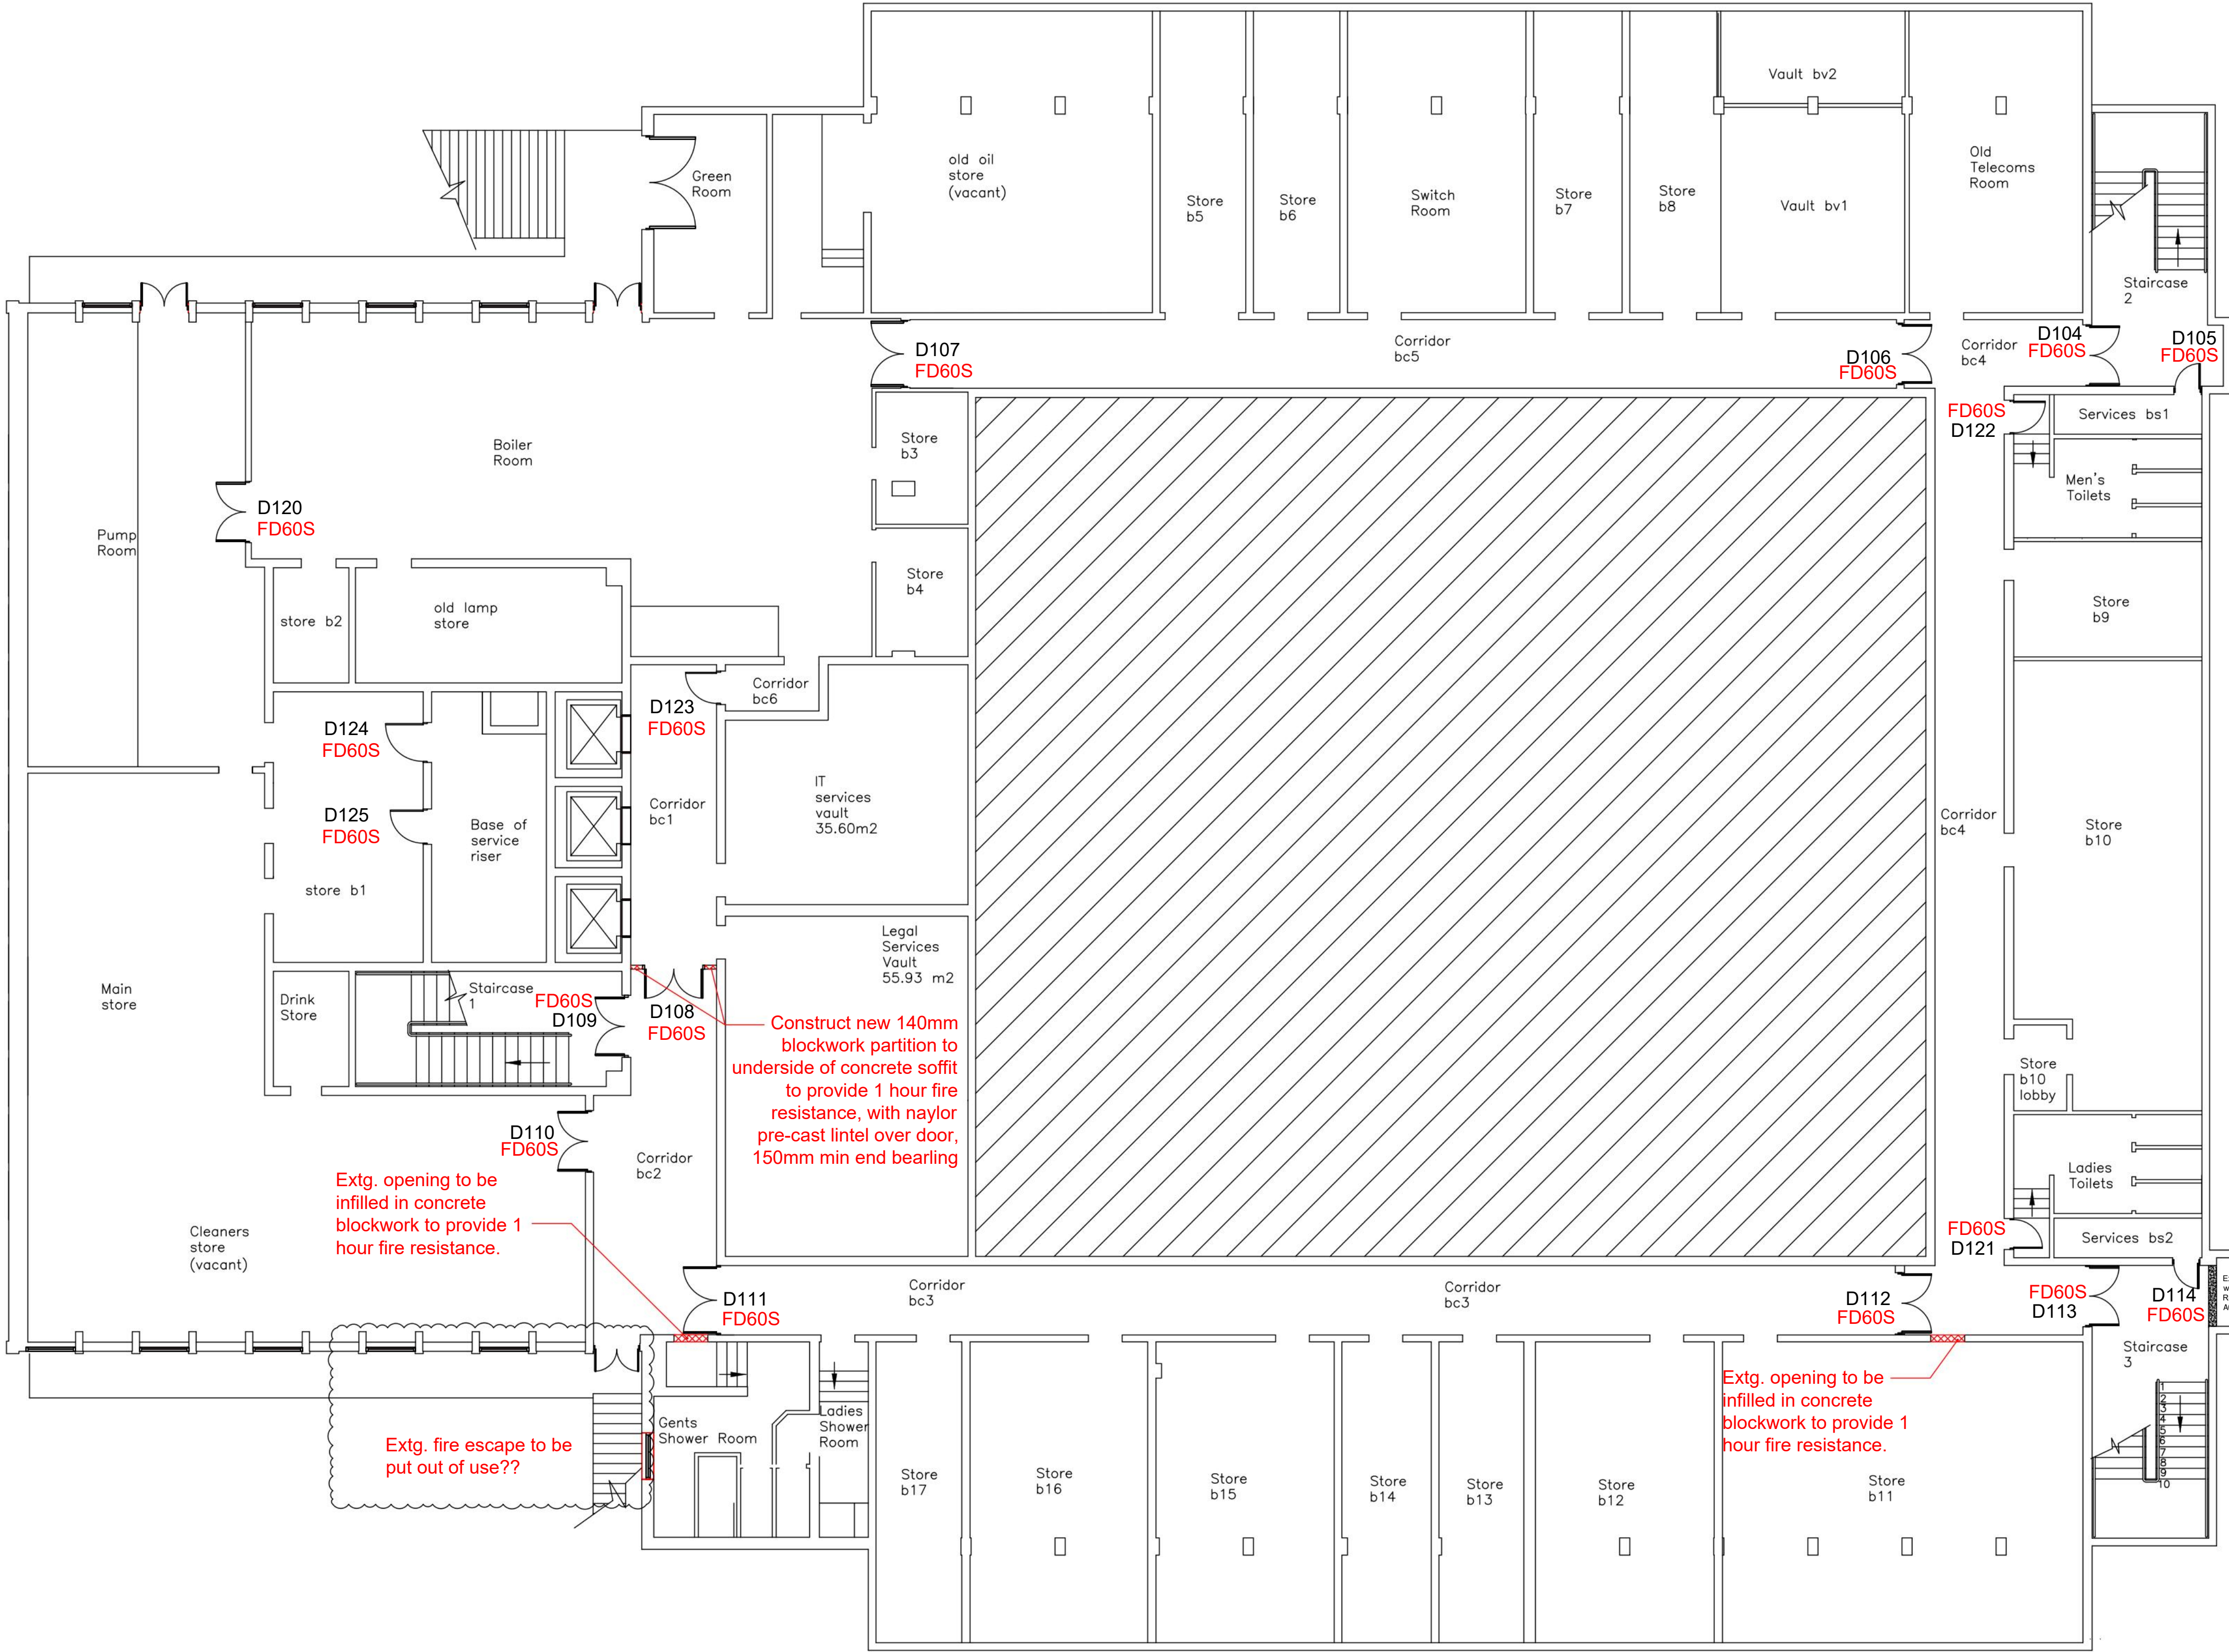 Vault bv2
Green
Room
old oil
store
(vacant)
Store
b5
Store
b6
Switch
Room
Store
b7
Store
b8
Vault bv1
Old
Telecoms
Room
Staircase
2
D107
FD60S
Corridor
bc5
D106
FD60S
Corridor
bc4
D104
FD60S
D105
FD60S
FD60S
D122
Services bs1
Store
b3
Boiler
Room
Men's
Toilets
D120
FD60S
Pump
Room
Store
b4
Store
b9
store b2
old lamp
store
Corridor
bc6
D123
FD60S
D124
FD60S
D125
FD60S
Base of
service
riser
Corridor
bc1
IT
services
vault
35.60m2
Corridor
bc4
Store
b10
store b1
Legal
Services
Vault
55.93 m2
Main
store
Drink
Store
Staircase
1
FD60S
D109
D108
FD60S
Construct new 140mm
blockwork partition to
underside of concrete soffit
to provide 1 hour fire
resistance, with naylor
pre-cast lintel over door,
150mm min end bearling
Store
b10
lobby
D110
FD60S
Corridor
bc2
Ladies
Toilets
Extg. opening to be
infilled in concrete
blockwork to provide 1
hour fire resistance.
Cleaners
store
(vacant)
FD60S
D121
Services bs2
D111
FD60S
Corridor
bc3
Corridor
bc3
D112
FD60S
FD60S
D113
D114
FD60S
Staircase
3
Extg. opening to be
infilled in concrete
blockwork to provide 1
hour fire resistance.
Extg. fire escape to be
put out of use??
Gents
Shower Room
Ladies
Shower
Room
Store
b17
Store
b16
Store
b15
Store
b14
Store
b13
Store
b12
Store
b11
1
2
3
4
5
6
7
8
9
10